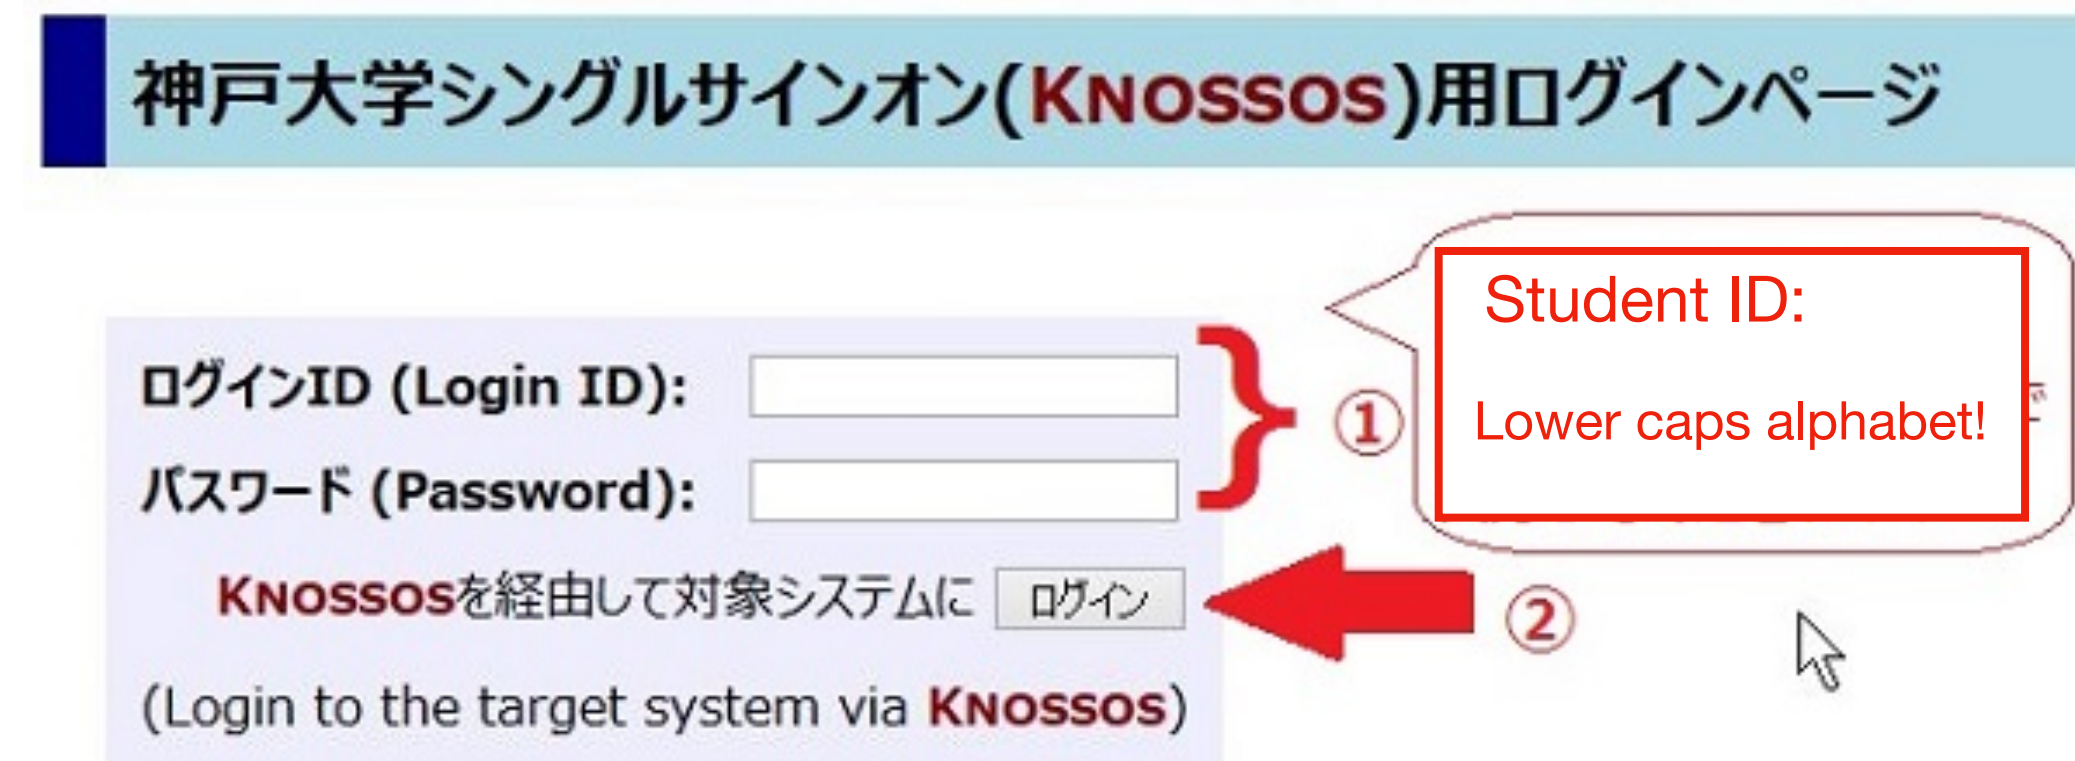 神戸大学シングルサインオン(KNOSSOS)用ログインページ
Student ID:
Lower caps alphabet!
ログインID (Login ID):
①
パスワード (Password):
KNOSSOSを経由して対象システムに ログイン
②
(Login to the target system via KNOSSOS)